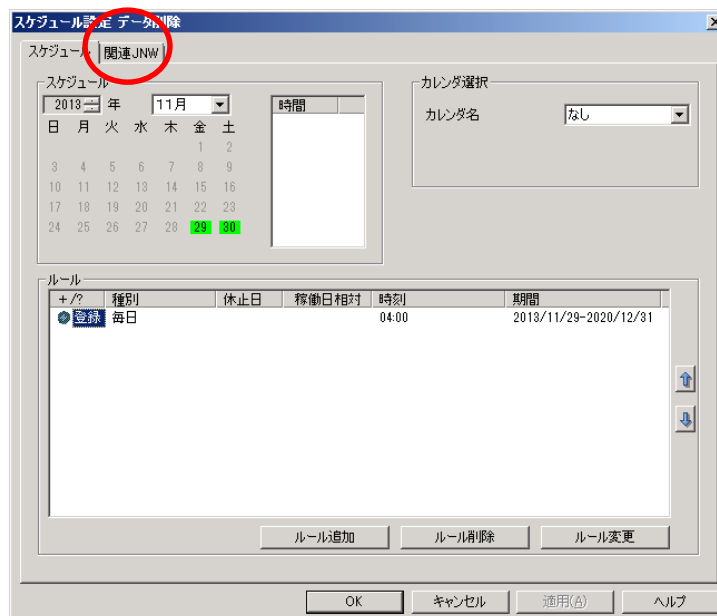 スケジュール設定 データ削除
スケジュール 関連JNW
スケジュール
2013 年 11月
日 月 火 水 木 金 土
1 2
3 4 5 6 7 8 9
10 11 12 13 14 15 16
17 18 19 20 21 22 23
24 25 26 27 28 29 30
時間
カレンダ選択
カレンダ名 なし
ルール
+/? 種別 休止日 稼働日相対 時刻 期間
登録 毎日 04:00 2013/11/29-2020/12/31
ルール追加 ルール削除 ルール変更
OK キャンセル 適用(A) ヘルプ